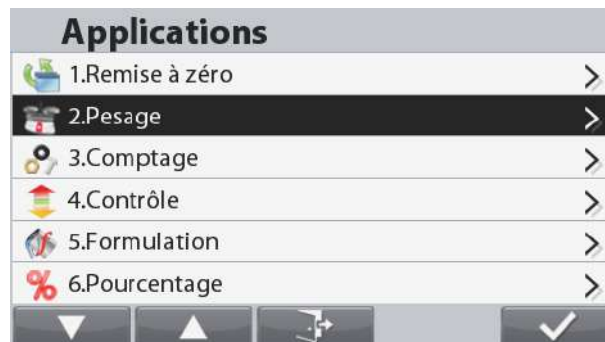 Applications
1.Remise à zéro
2.Pesage
3.Comptage
4.Contrôle
5.Formulation
6.Pourcentage